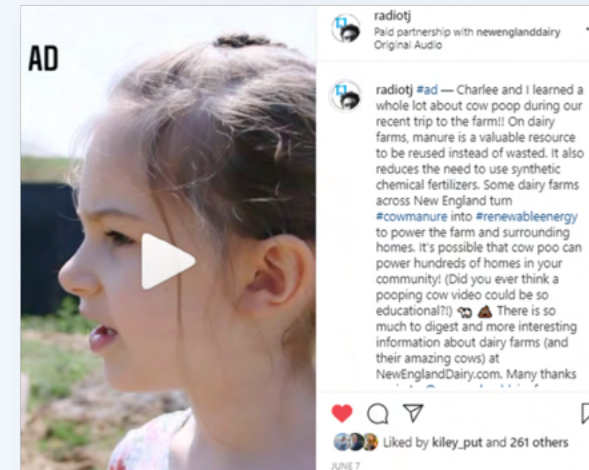 AD
radiotj
Paid partnership with newenglanddairy
Original Audio
radiotj #ad — Charlee and I learned a
whole lot about cow poop during our
recent trip to the farm!! On dairy
farms, manure is a valuable resource
to be reused instead of wasted. It also
reduces the need to use synthetic
chemical fertilizers. Some dairy farms
across New England turn
#cowmanure into #renewableenergy
to power the farm and surrounding
homes. It's possible that cow poo can
power hundreds of homes in your
community! (Did you ever think a
pooping cow video could be so
educational?!) 🐄 💩 There is so
much to digest and more interesting
information about dairy farms (and
their amazing cows) at
NewEnglandDairy.com. Many thanks
Liked by kiley_put and 261 others
JUNE 7